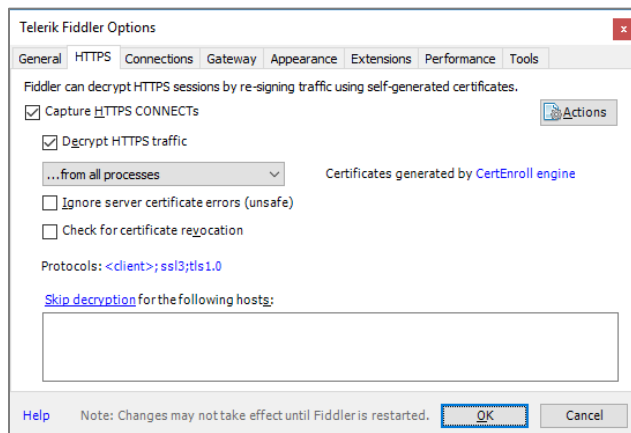 Telerik Fiddler Options
x
General HTTPS Connections Gateway Appearance Extensions Performance Tools
Fiddler can decrypt HTTPS sessions by re-signing traffic using self-generated certificates.
Capture HTTPS CONNECTs
Actions
Decrypt HTTPS traffic
...from all processes
Certificates generated by CertEnroll engine
Ignore server certificate errors (unsafe)
Check for certificate revocation
Protocols: <client>;ssl3;tls1.0
Skip decryption for the following hosts:
Help
Note: Changes may not take effect until Fiddler is restarted.
OK
Cancel